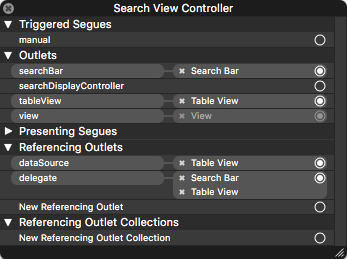 Search View Controller
Triggered Segues
manual
Outlets
searchBar Search Bar
searchDisplayController
tableView Table View
view View
Presenting Segues
Referencing Outlets
dataSource Table View
delegate Search Bar
Table View
New Referencing Outlet
Referencing Outlet Collections
New Referencing Outlet Collection